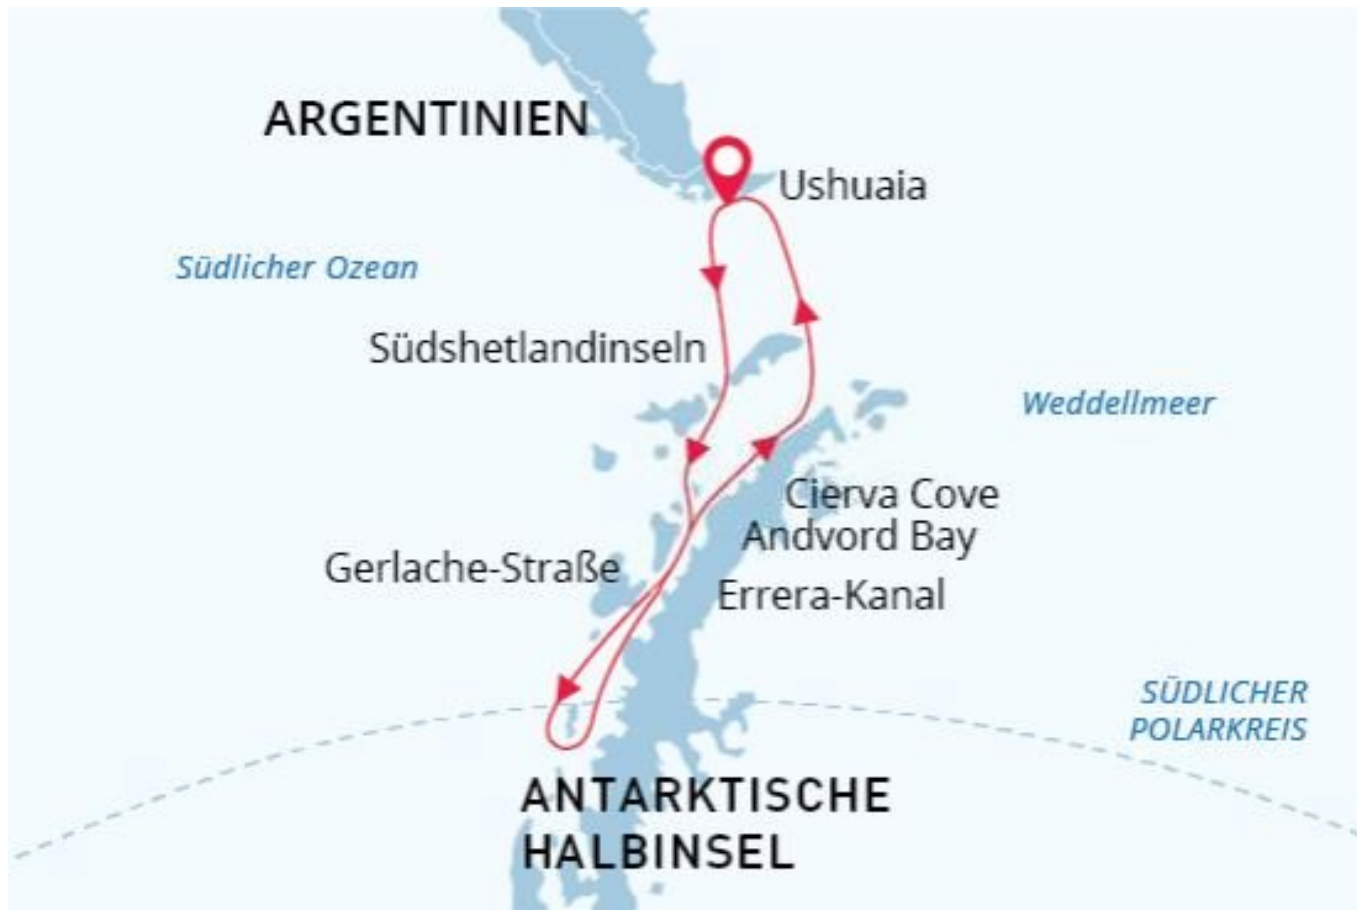 ARGENTINIEN
Ushuaia
Südlicher Ozean
Südshetlandinseln
Weddellmeer
Cierva Cove
Andvord Bay
Gerlache-Straße
Errera-Kanal
SÜDLICHER
POLARKREIS
ANTARKTISCHE
HALBINSEL